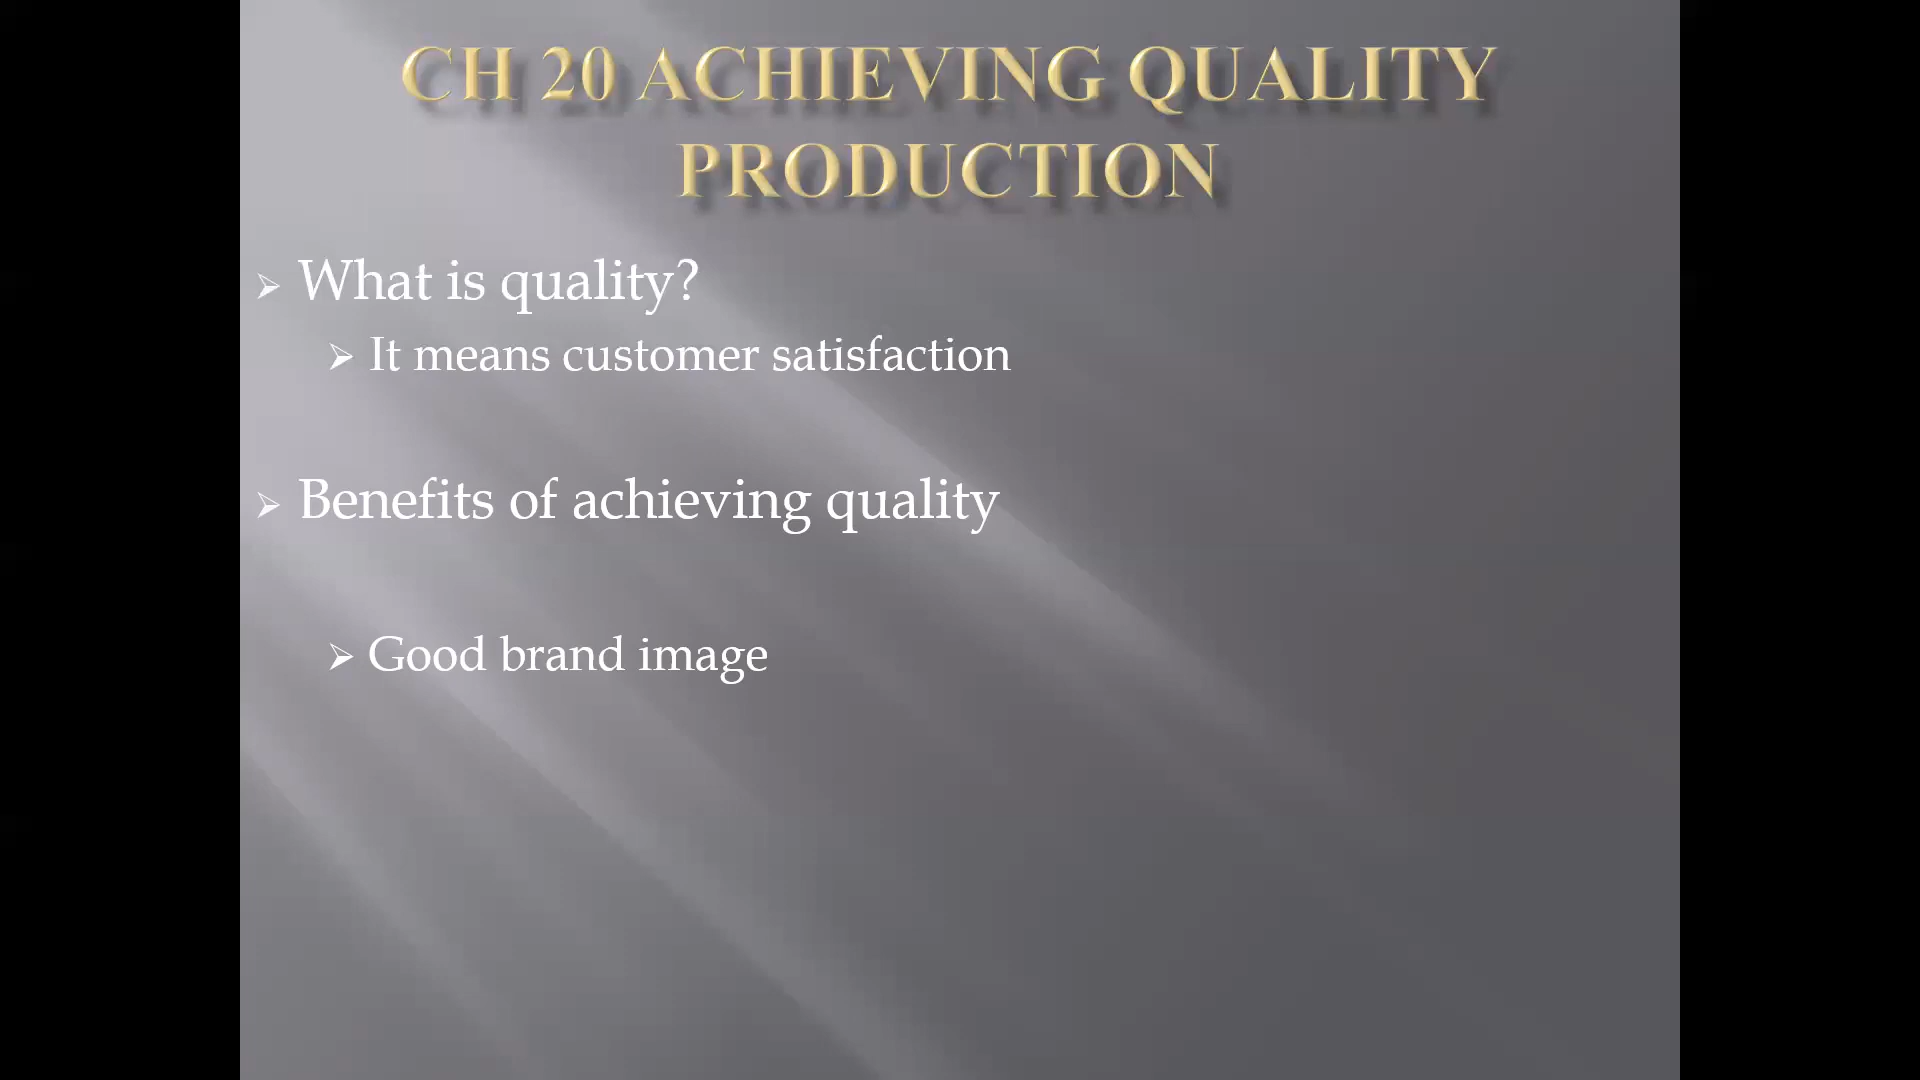 CH 20 ACHIEVING QUALITY
PRODUCTION
What is quality?
It means customer satisfaction
Benefits of achieving quality
Good brand image